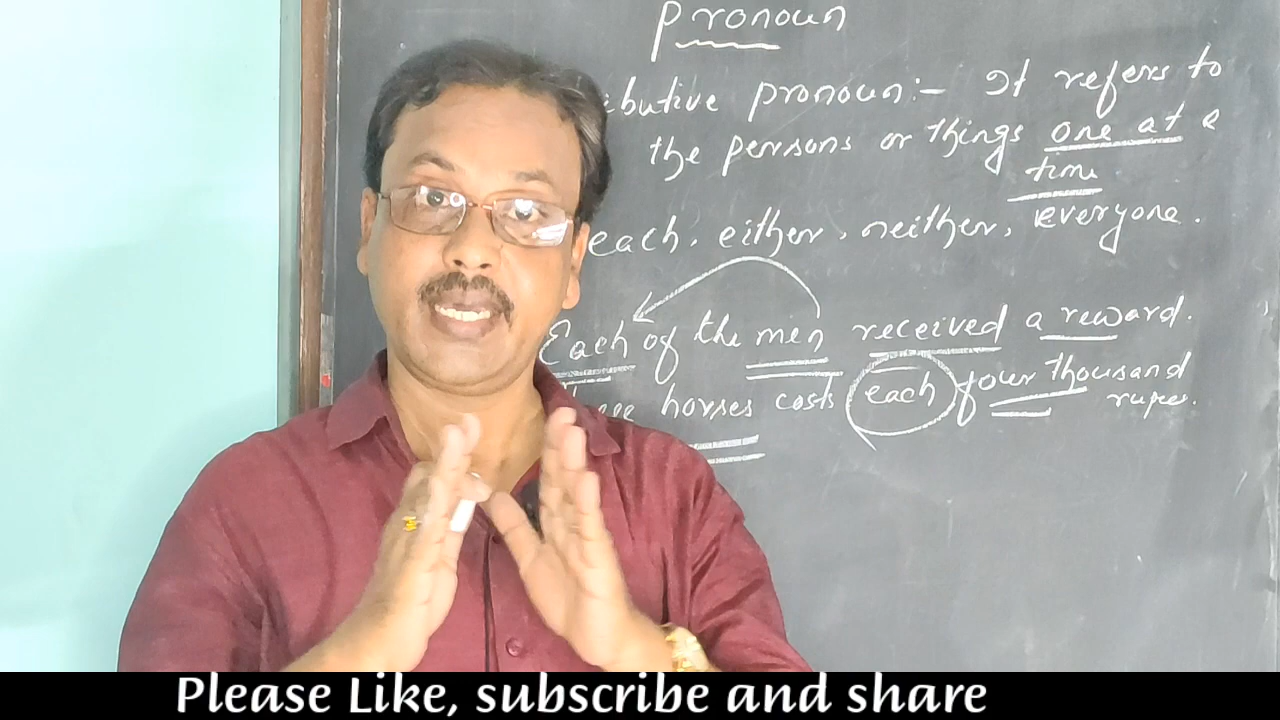 Pronoun
ibutive pronoun:- It refers to
the persons or things one at a
time
each, either, neither, everyone.
Each of the men received a reward.
horses costs each four thousand
rupes.
Please Like, subscribe and share